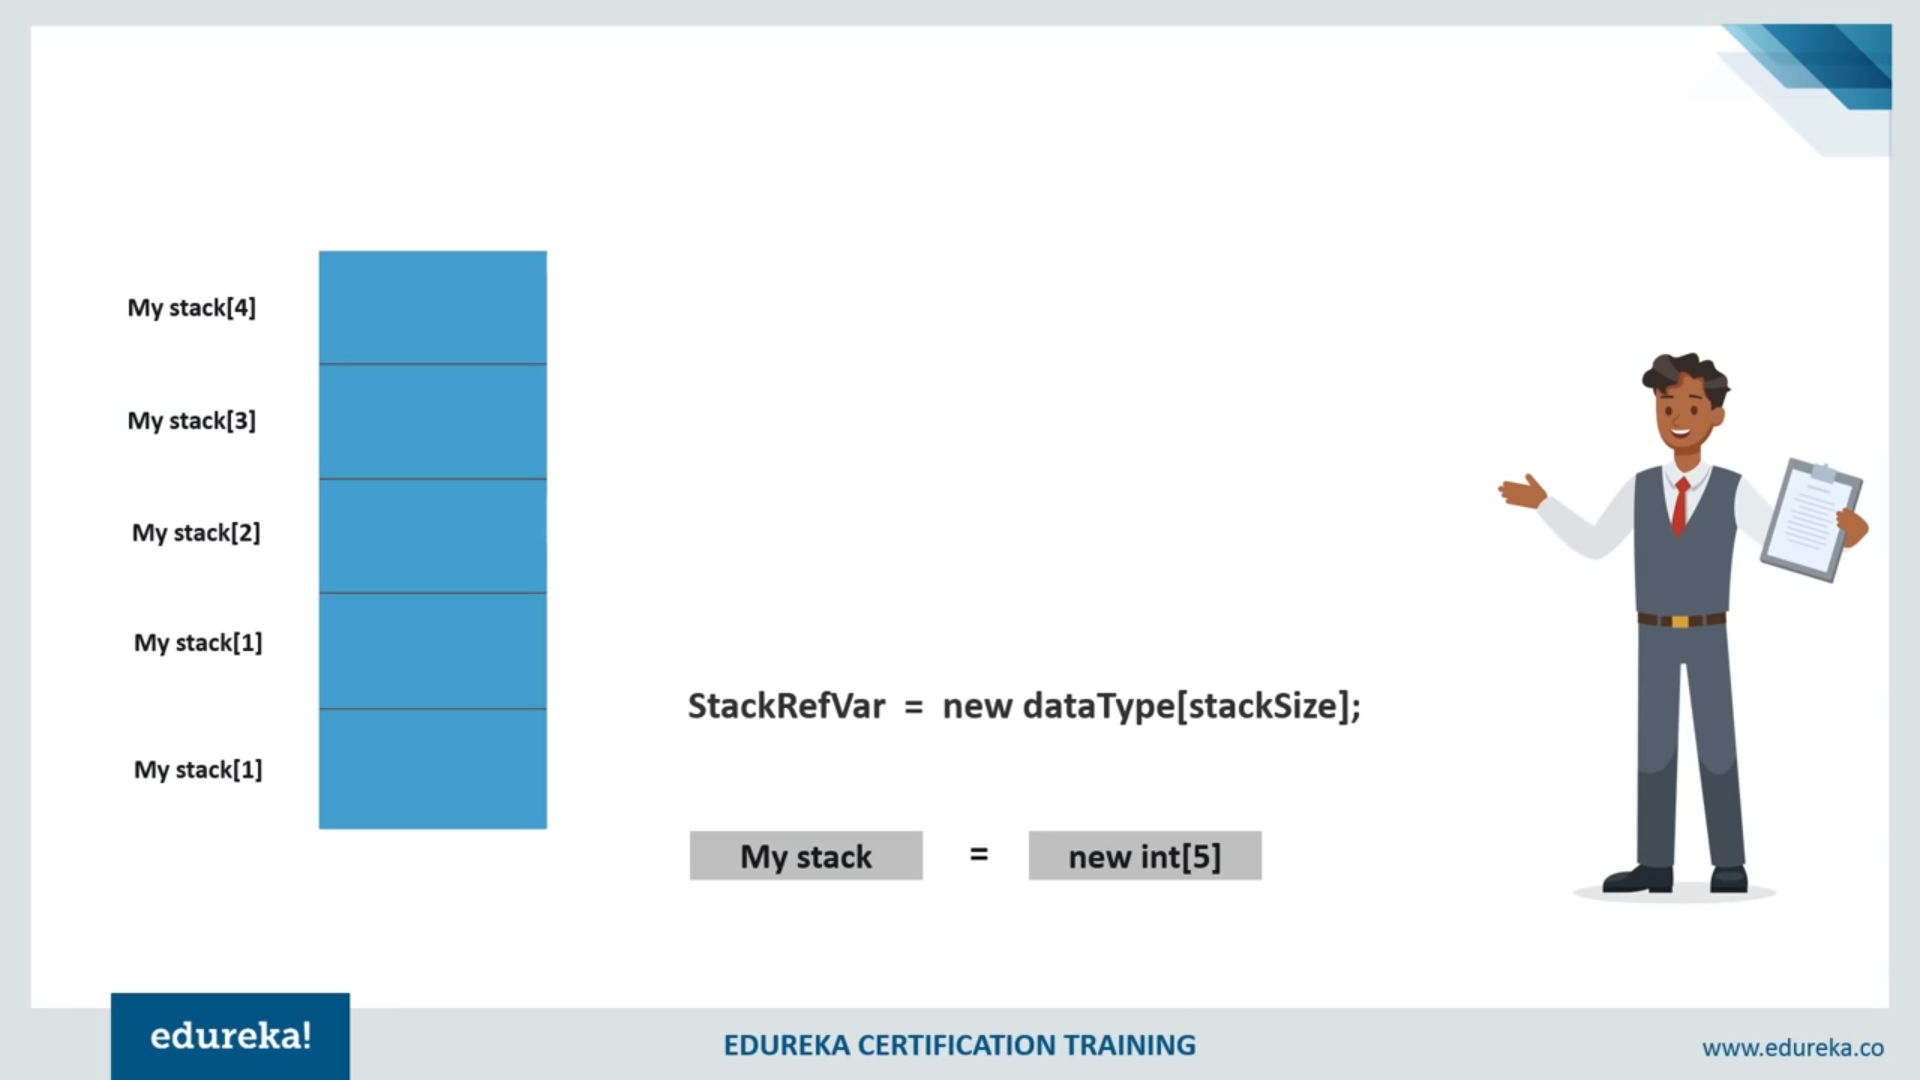 My stack[4]
My stack[3]
My stack[2]
My stack[1]
My stack[1]
StackRefVar = new dataType[stackSize];
My stack = new int[5]
edureka!
EDUREKA CERTIFICATION TRAINING
www.edureka.co